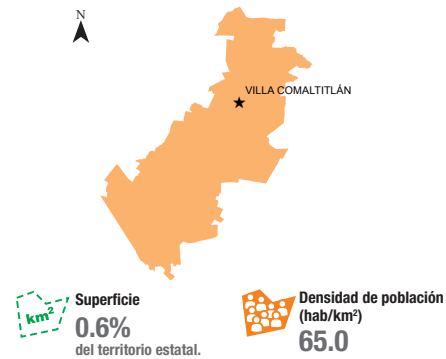 N
VILLA COMALTITLÁN
km²
Superficie
0.6%
del territorio estatal.
Densidad de población
(hab/km²)
65.0